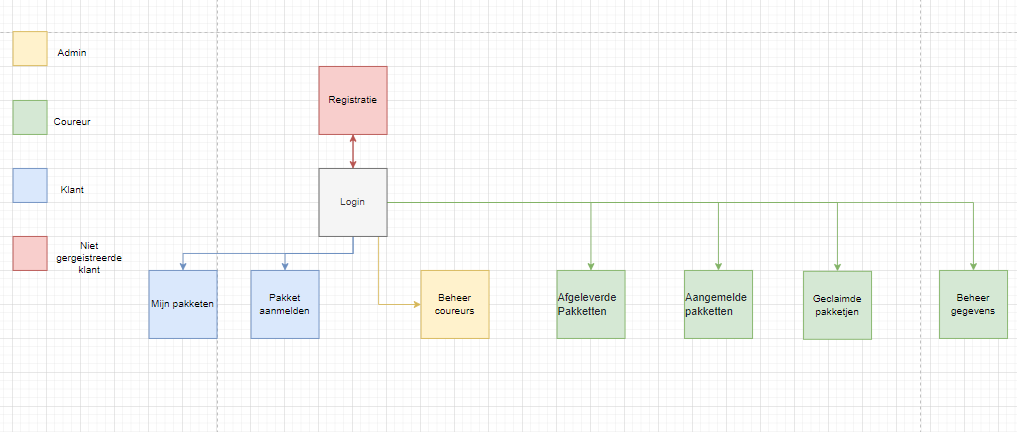 Admin
Coureur
Klant
Niet
gergeistreerde
klant
Registratie
Login
Mijn pakketen
Pakket
aanmelden
Beheer
coureurs
Afgeleverde
Pakketten
Aangemelde
pakketten
Geclaimde
pakketjen
Beheer
gegevens